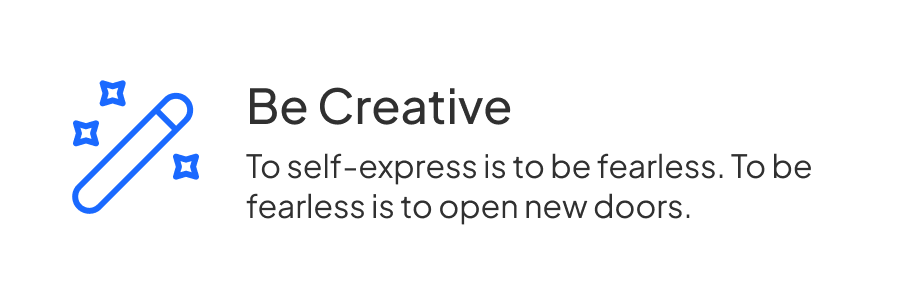 Be Creative
To self-express is to be fearless. To be
fearless is to open new doors.